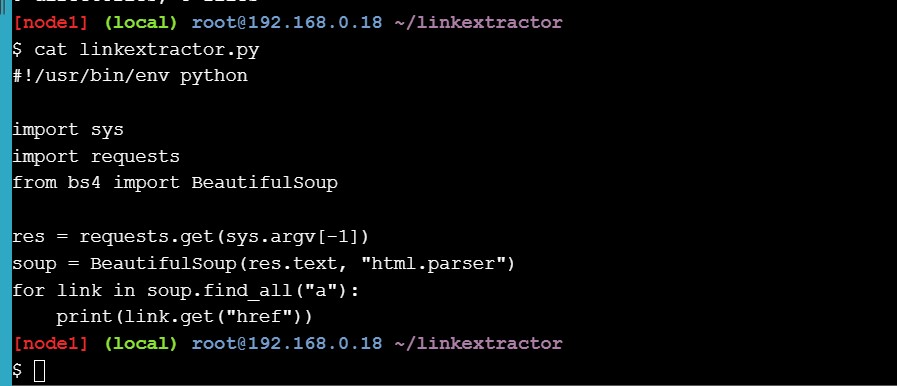 [node1] (local) root@192.168.0.18 ~/linkextractor
$ cat linkextractor.py
#!/usr/bin/env python

import sys
import requests
from bs4 import BeautifulSoup

res = requests.get(sys.argv[-1])
soup = BeautifulSoup(res.text, "html.parser")
for link in soup.find_all("a"):
    print(link.get("href"))
[node1] (local) root@192.168.0.18 ~/linkextractor
$